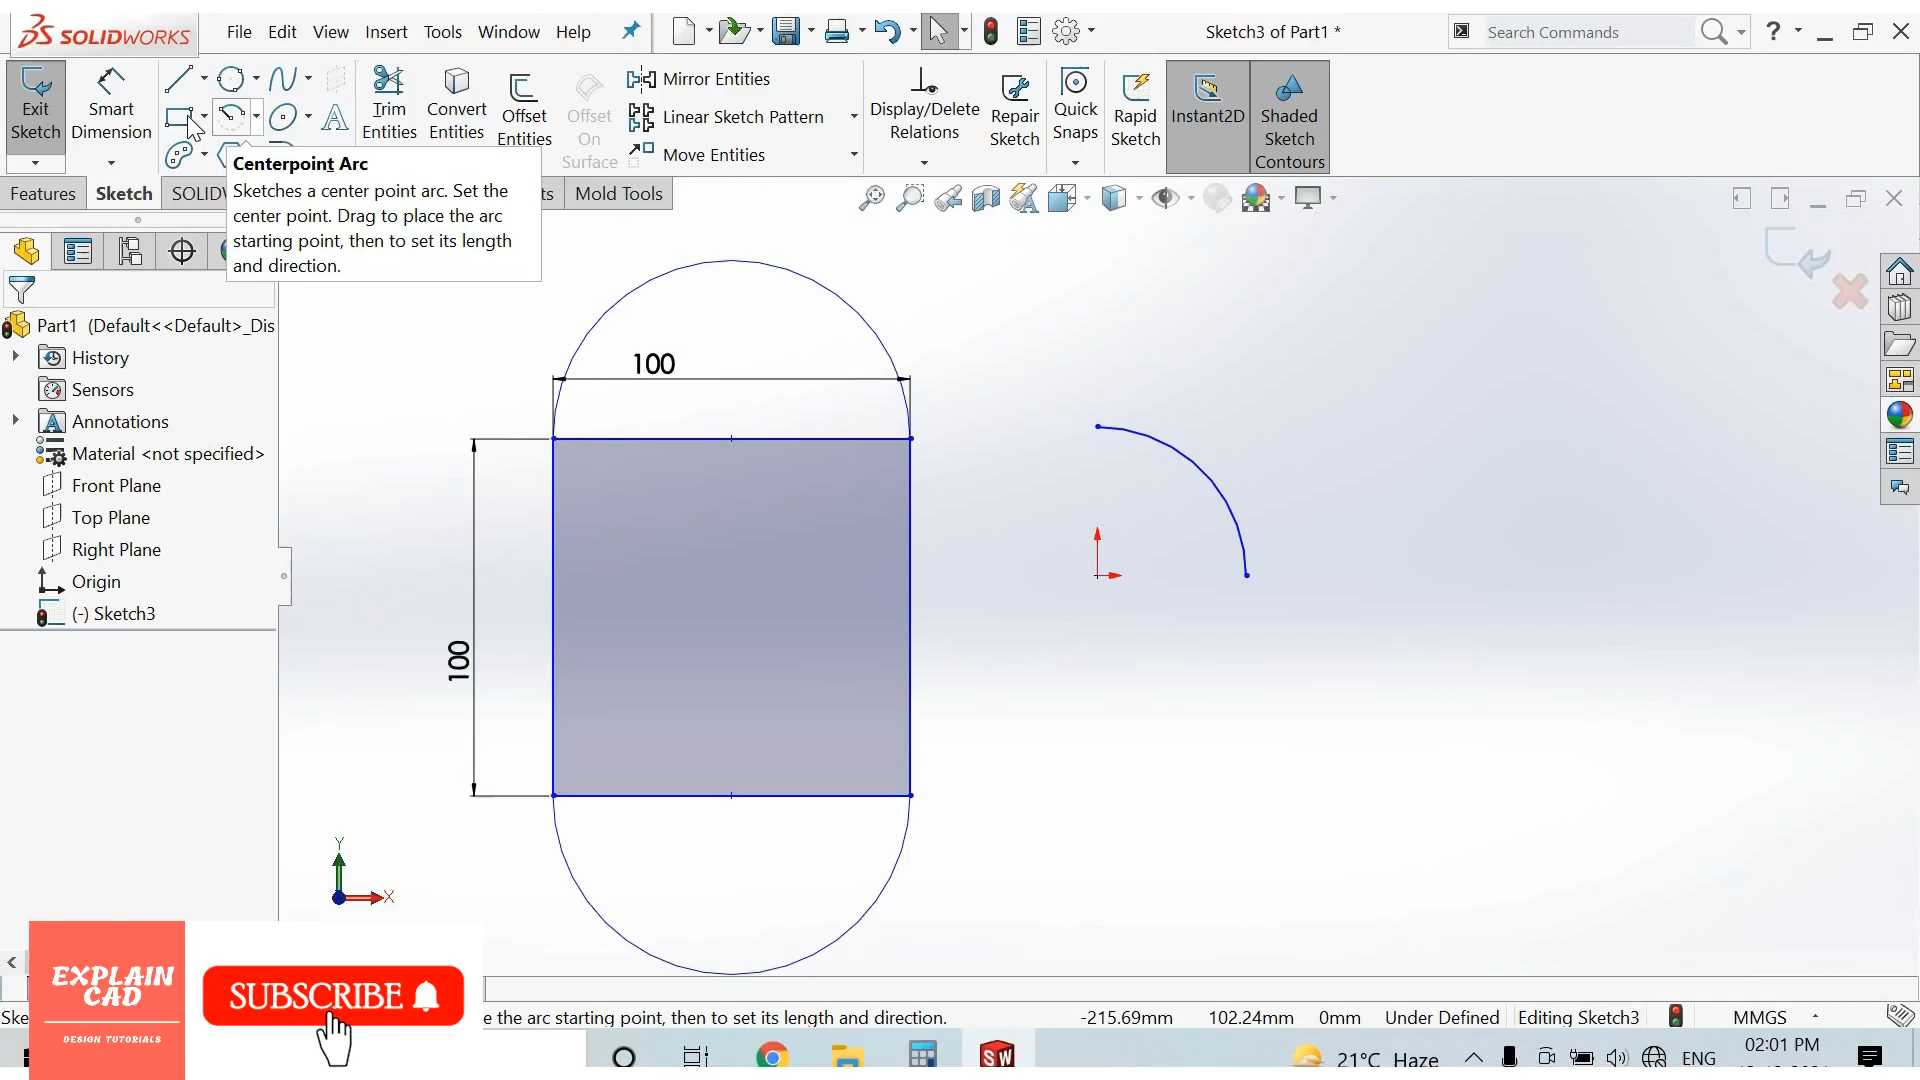 SOLIDWORKS File Edit View Insert Tools Window Help Sketch3 of Part1 * Search Commands ?
Exit Sketch
Smart Dimension
Trim Entities
Convert Entities
Offset Entities
Offset On Surface
Mirror Entities
Linear Sketch Pattern
Move Entities
Display/Delete Relations
Repair Sketch
Quick Snaps
Rapid Sketch
Instant2D
Shaded Sketch Contours
Features Sketch SOLIDW ts Mold Tools
Centerpoint Arc
Sketches a center point arc. Set the
center point. Drag to place the arc
starting point, then to set its length
and direction.
Part1 (Default<<Default>_Dis
History
Sensors
Annotations
Material <not specified>
Front Plane
Top Plane
Right Plane
Origin
(-) Sketch3
100
100
Y
X
EXPLAIN
CAD
DESIGN TUTORIALS
SUBSCRIBE
Ske e the arc starting point, then to set its length and direction. -215.69mm 102.24mm 0mm Under Defined Editing Sketch3 MMGS
SW 21°C Haze ENG 02:01 PM